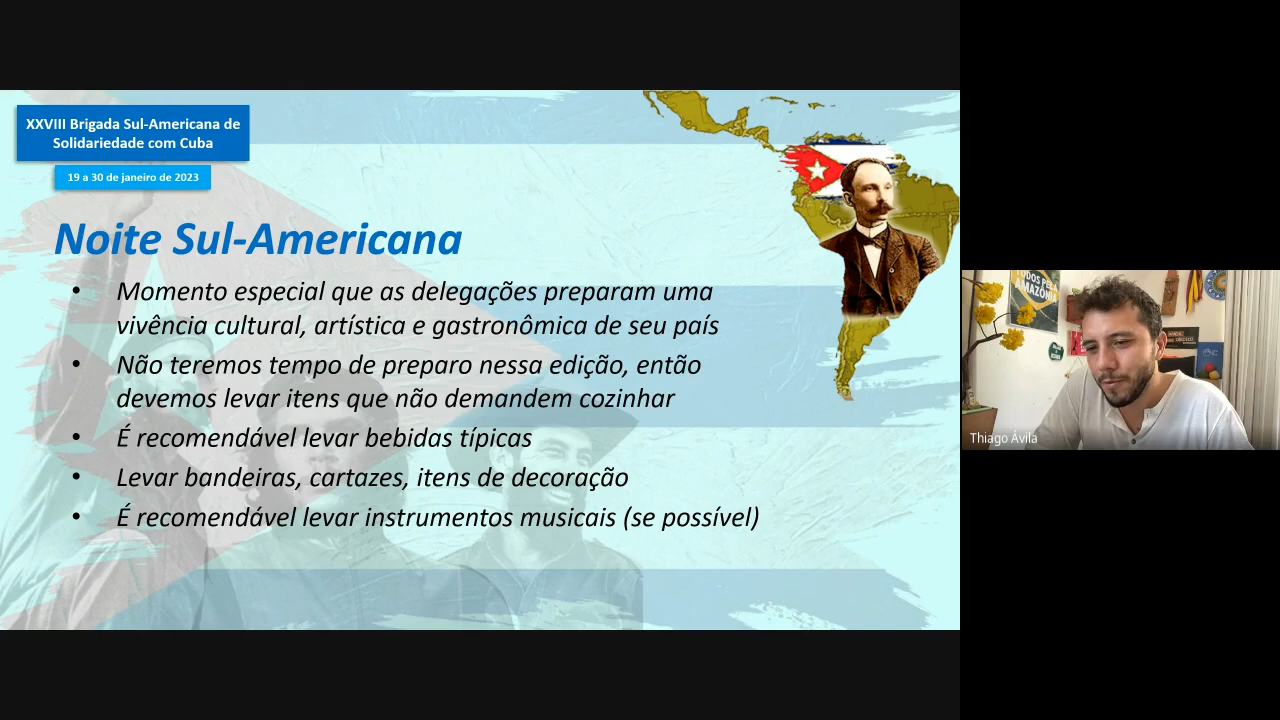 XXVIII Brigada Sul-Americana de
Solidariedade com Cuba
19 a 30 de janeiro de 2023
Noite Sul-Americana
• Momento especial que as delegações preparam uma
vivência cultural, artística e gastronômica de seu país
• Não teremos tempo de preparo nessa edição, então
devemos levar itens que não demandem cozinhar
• É recomendável levar bebidas típicas
• Levar bandeiras, cartazes, itens de decoração
• É recomendável levar instrumentos musicais (se possível)
TODOS PELA
AMAZÔNIA
Thiago Ávila